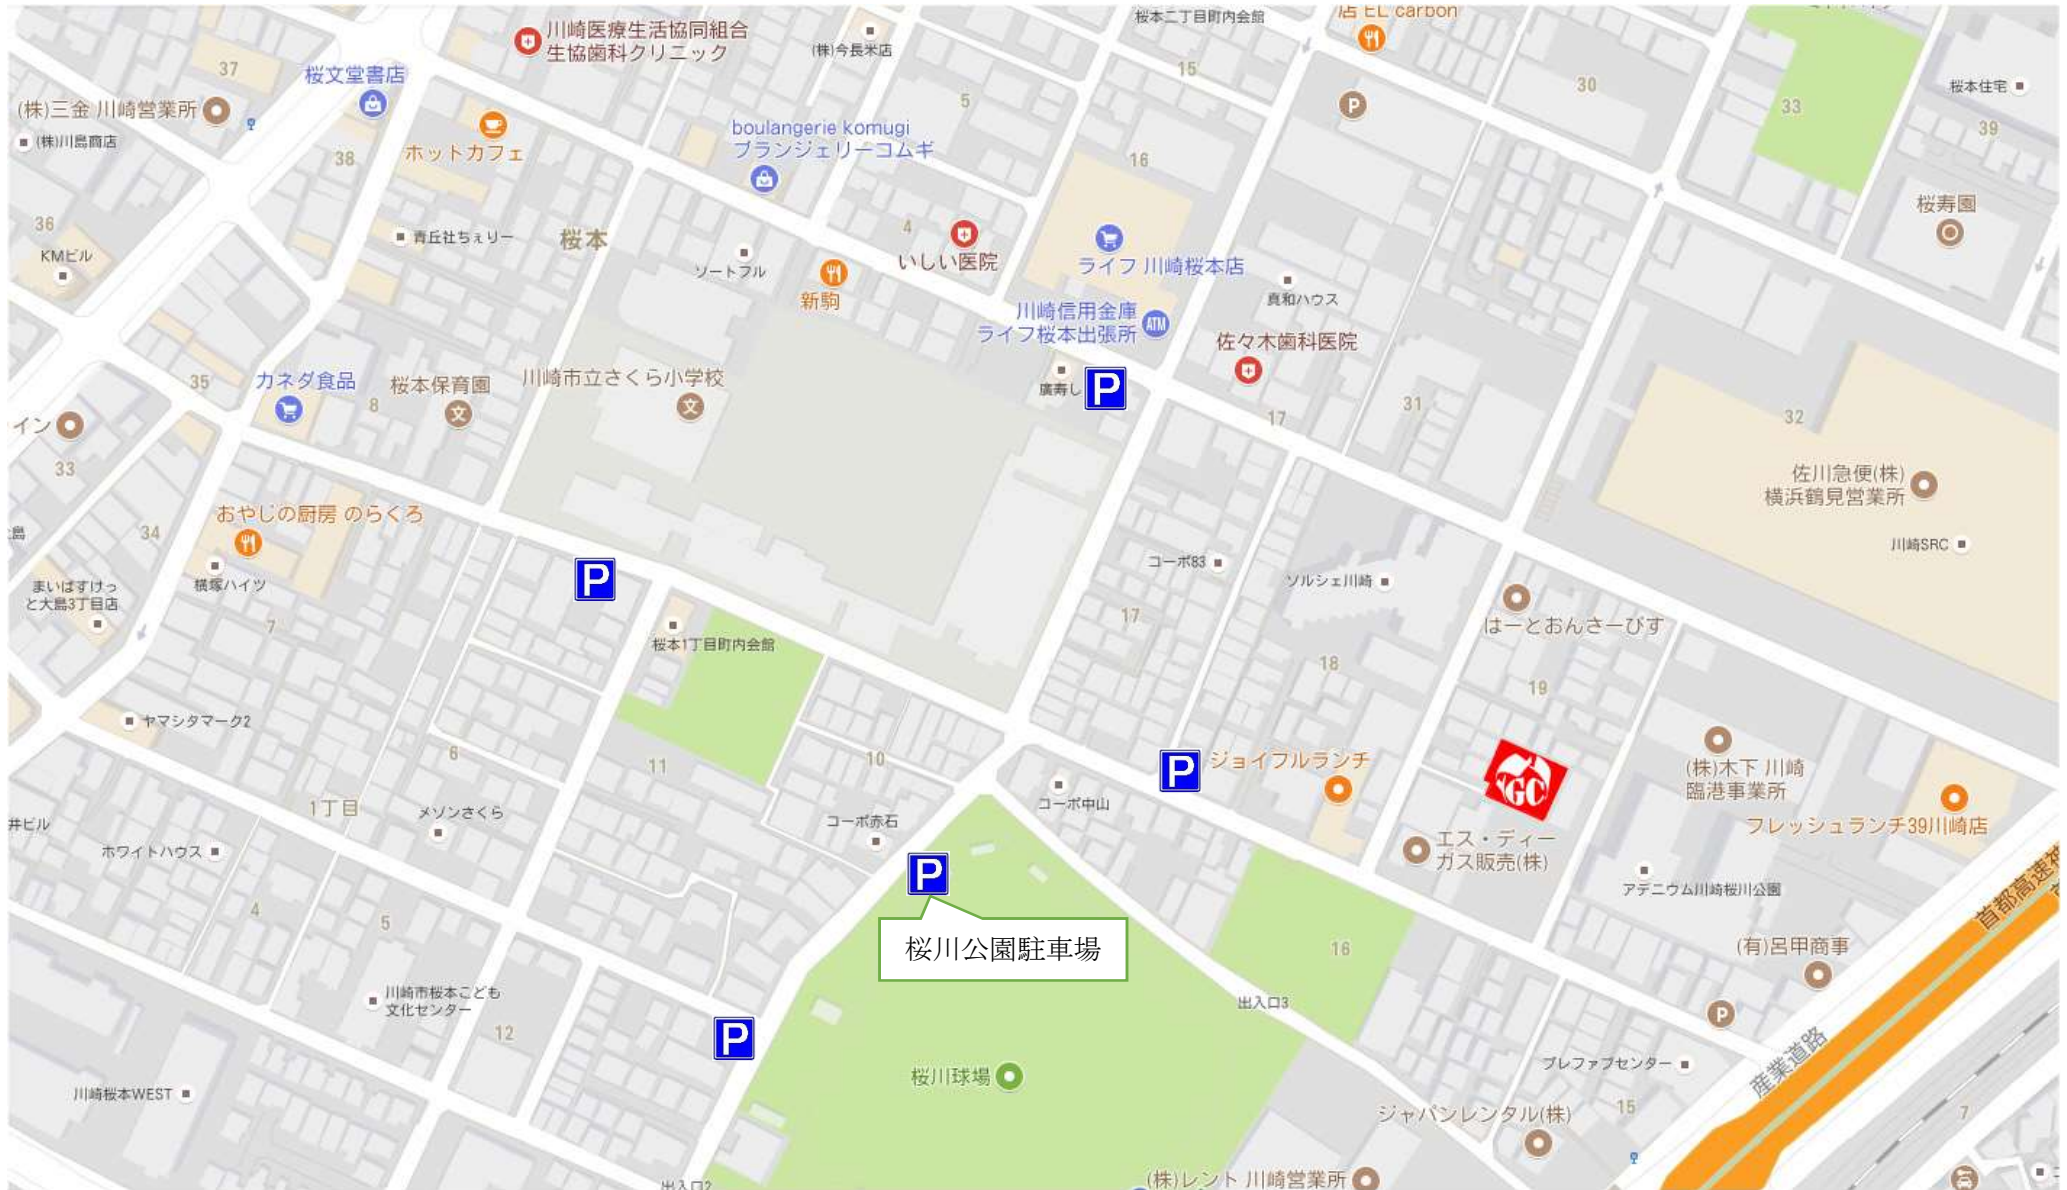 桜本二丁目町内会館
店 EL carbon
川崎医療生活協同組合
生協歯科クリニック
(株)今長米店
37
桜文堂書店
15
30
33
桜本住宅
(株)三金 川崎営業所
5
P
(株)川島商店
38
ホットカフェ
boulangerie komugi
ブランジェリーコムギ
16
39
36
KMビル
青丘社ちぇりー
桜本
4
いしい医院
桜寿園
ソートフル
新駒
ライフ 川崎桜本店
真和ハウス
川崎信用金庫
ライフ桜本出張所
ATM
佐々木歯科医院
35
カネダ食品
8
桜本保育園
文
川崎市立さくら小学校
文
廣寿し
P
17
31
32
イン
33
佐川急便(株)
横浜鶴見営業所
34
おやじの厨房 のらくろ
島
川崎SRC
横塚ハイツ
P
コーポ83
ソルシェ川崎
まいばすけっ
と大島3丁目店
7
桜本1丁目町内会館
17
はーとおんさーびす
18
19
ヤマシタマーク2
6
11
10
P
ジョイフルランチ
GC
(株)木下 川崎
臨港事業所
1丁目
メゾンさくら
コーポ中山
井ビル
コーポ赤石
フレッシュランチ39川崎店
ホワイトハウス
エス・ディー
ガス販売(株)
P
アデニウム川崎桜川公園
首都高速神
4
5
桜川公園駐車場
16
(有)呂甲商事
川崎市桜本こども
文化センター
出入口3
12
P
P
プレファブセンター
産業道路
桜川球場
川崎桜本WEST
ジャパンレンタル(株)
15
7
(株)レント 川崎営業所
出入口2